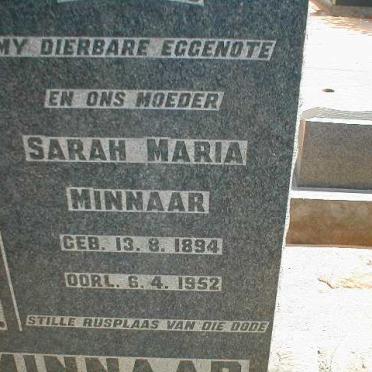 MY DIERBARE EGGENOTE
EN ONS MOEDER
SARAH MARIA
MINNAAR
GEB. 13. 8. 1894
OORL. 6. 4. 1952
STILLE RUSPLAAS VAN DIE DODE
MINNAAR